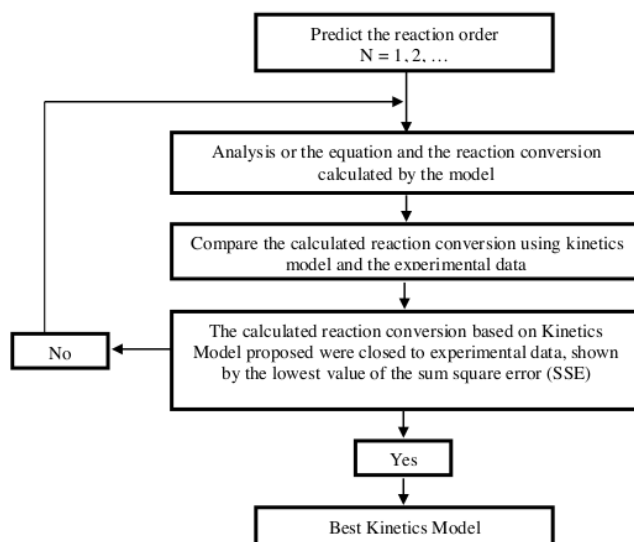 Predict the reaction order
N = 1, 2, …
Analysis or the equation and the reaction conversion
calculated by the model
Compare the calculated reaction conversion using kinetics
model and the experimental data
The calculated reaction conversion based on Kinetics
Model proposed were closed to experimental data, shown
by the lowest value of the sum square error (SSE)
No
Yes
Best Kinetics Model